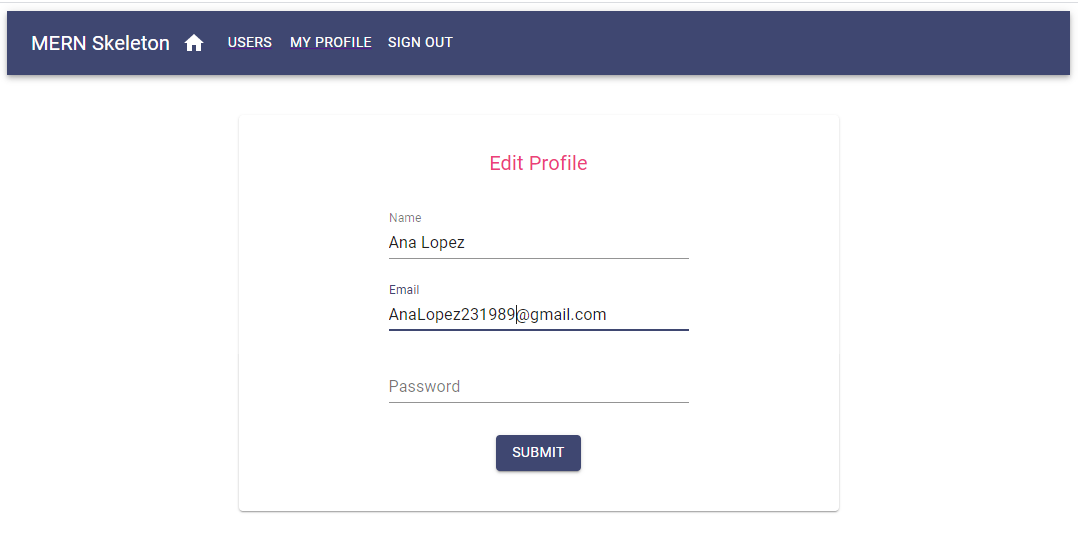 MERN Skeleton USERS MY PROFILE SIGN OUT
Edit Profile
Name
Ana Lopez
Email
AnaLopez231989@gmail.com
Password
SUBMIT